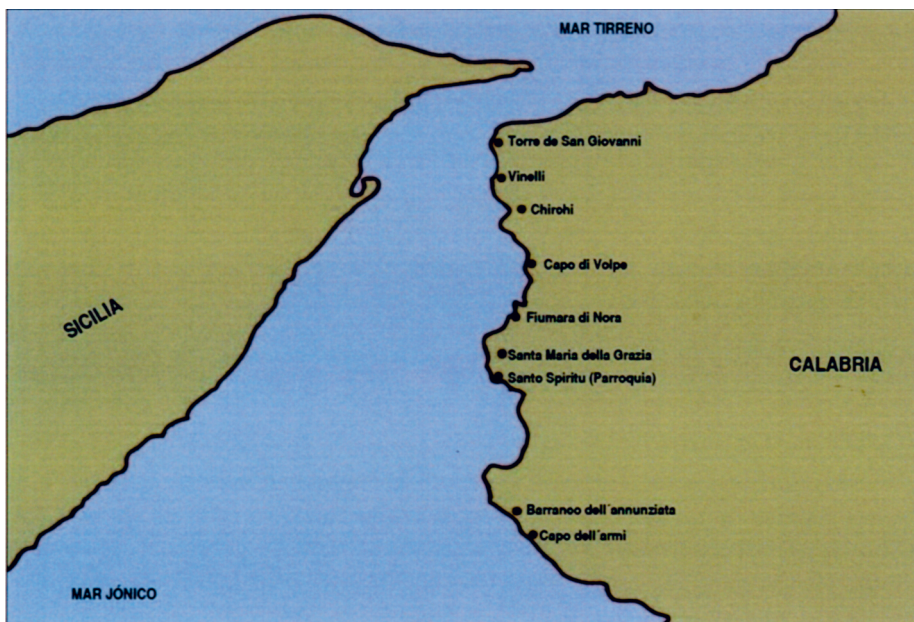 MAR TIRRENO
Torre de San Giovanni
Vinelli
Chirohi
Capo di Volpe
SICILIA
Fiumara di Nora
Santa Maria della Grazia
CALABRIA
Santo Spiritu (Parroquia)
Barranoo dell´annunziata
Capo dell´armi
MAR JÓNICO